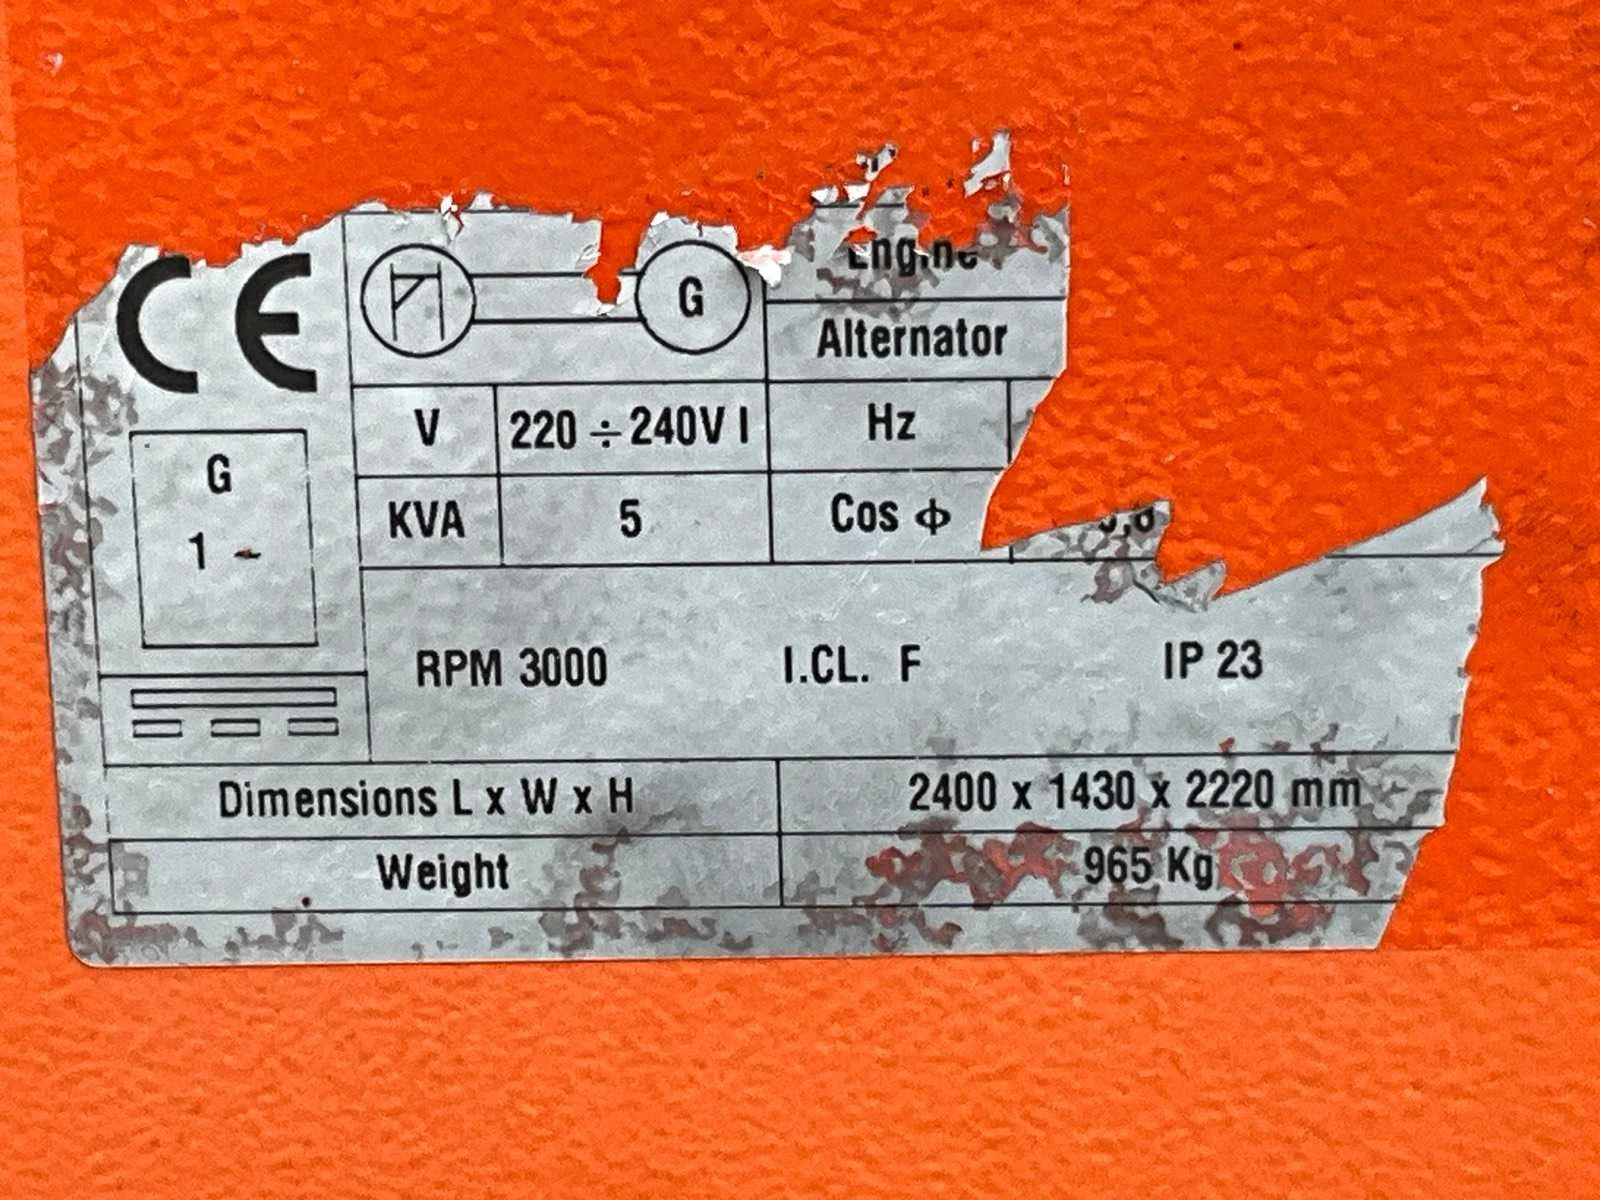 CE
G
Engine
Alternator
V 220 ÷ 240V I Hz
KVA 5 Cos ϕ
G
1 ~
RPM 3000 I.CL. F IP 23
Dimensions L x W x H 2400 x 1430 x 2220 mm
Weight 965 Kg